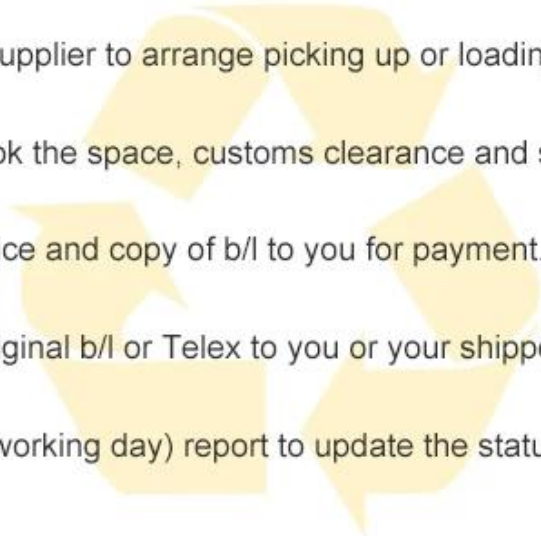 upplier to arrange picking up or loadin
ok the space, customs clearance and s
ice and copy of b/l to you for payment.
iginal b/l or Telex to you or your shippe
working day) report to update the statu